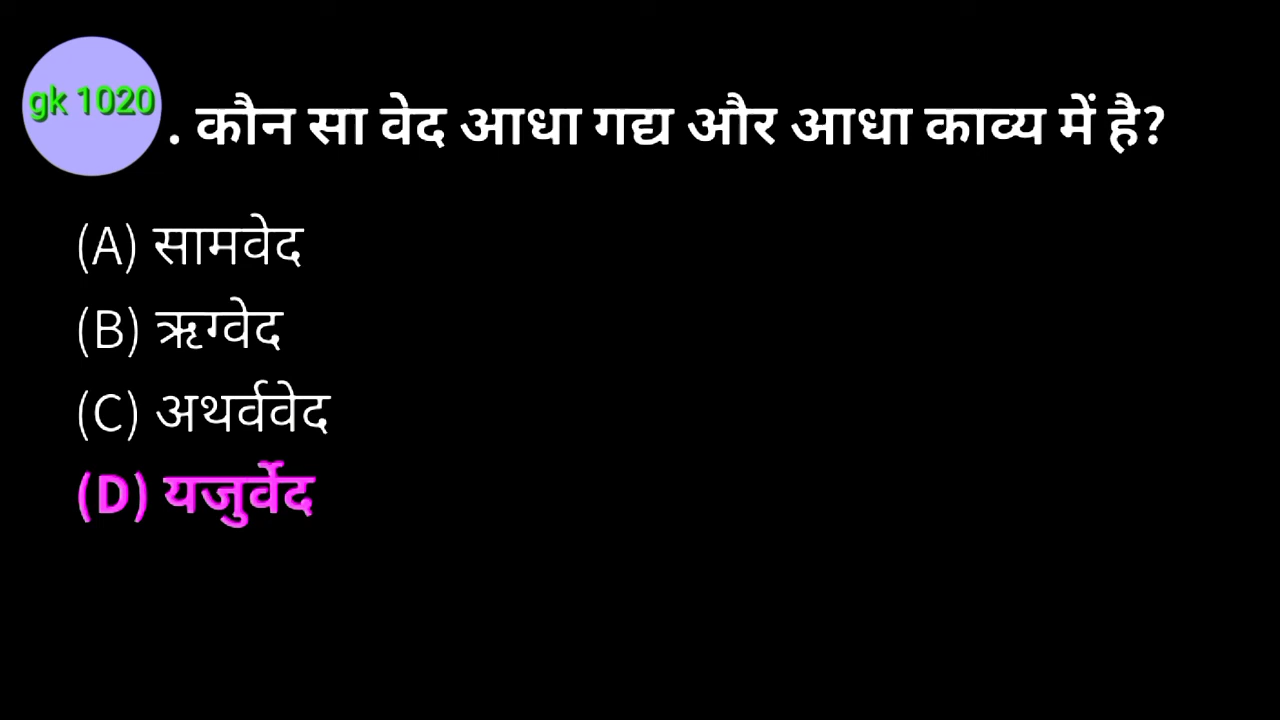 gk 1020
. कौन सा वेद आधा गद्य और आधा काव्य में है?
(A) सामवेद
(B) ऋग्वेद
(C) अथर्ववेद
(D) यजुर्वेद